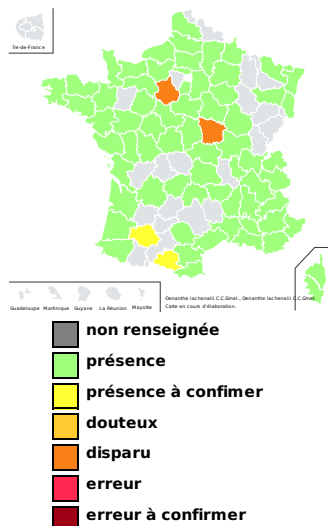 Île-de-France
Guadeloupe Martinique Guyane La Réunion Mayotte
Oenanthe lachenalii C.C.Gmel., Oenanthe lachenalii C.C.Gmel.
Carte en cours d'élaboration.
non renseignée
présence
présence à confimer
douteux
disparu
erreur
erreur à confirmer